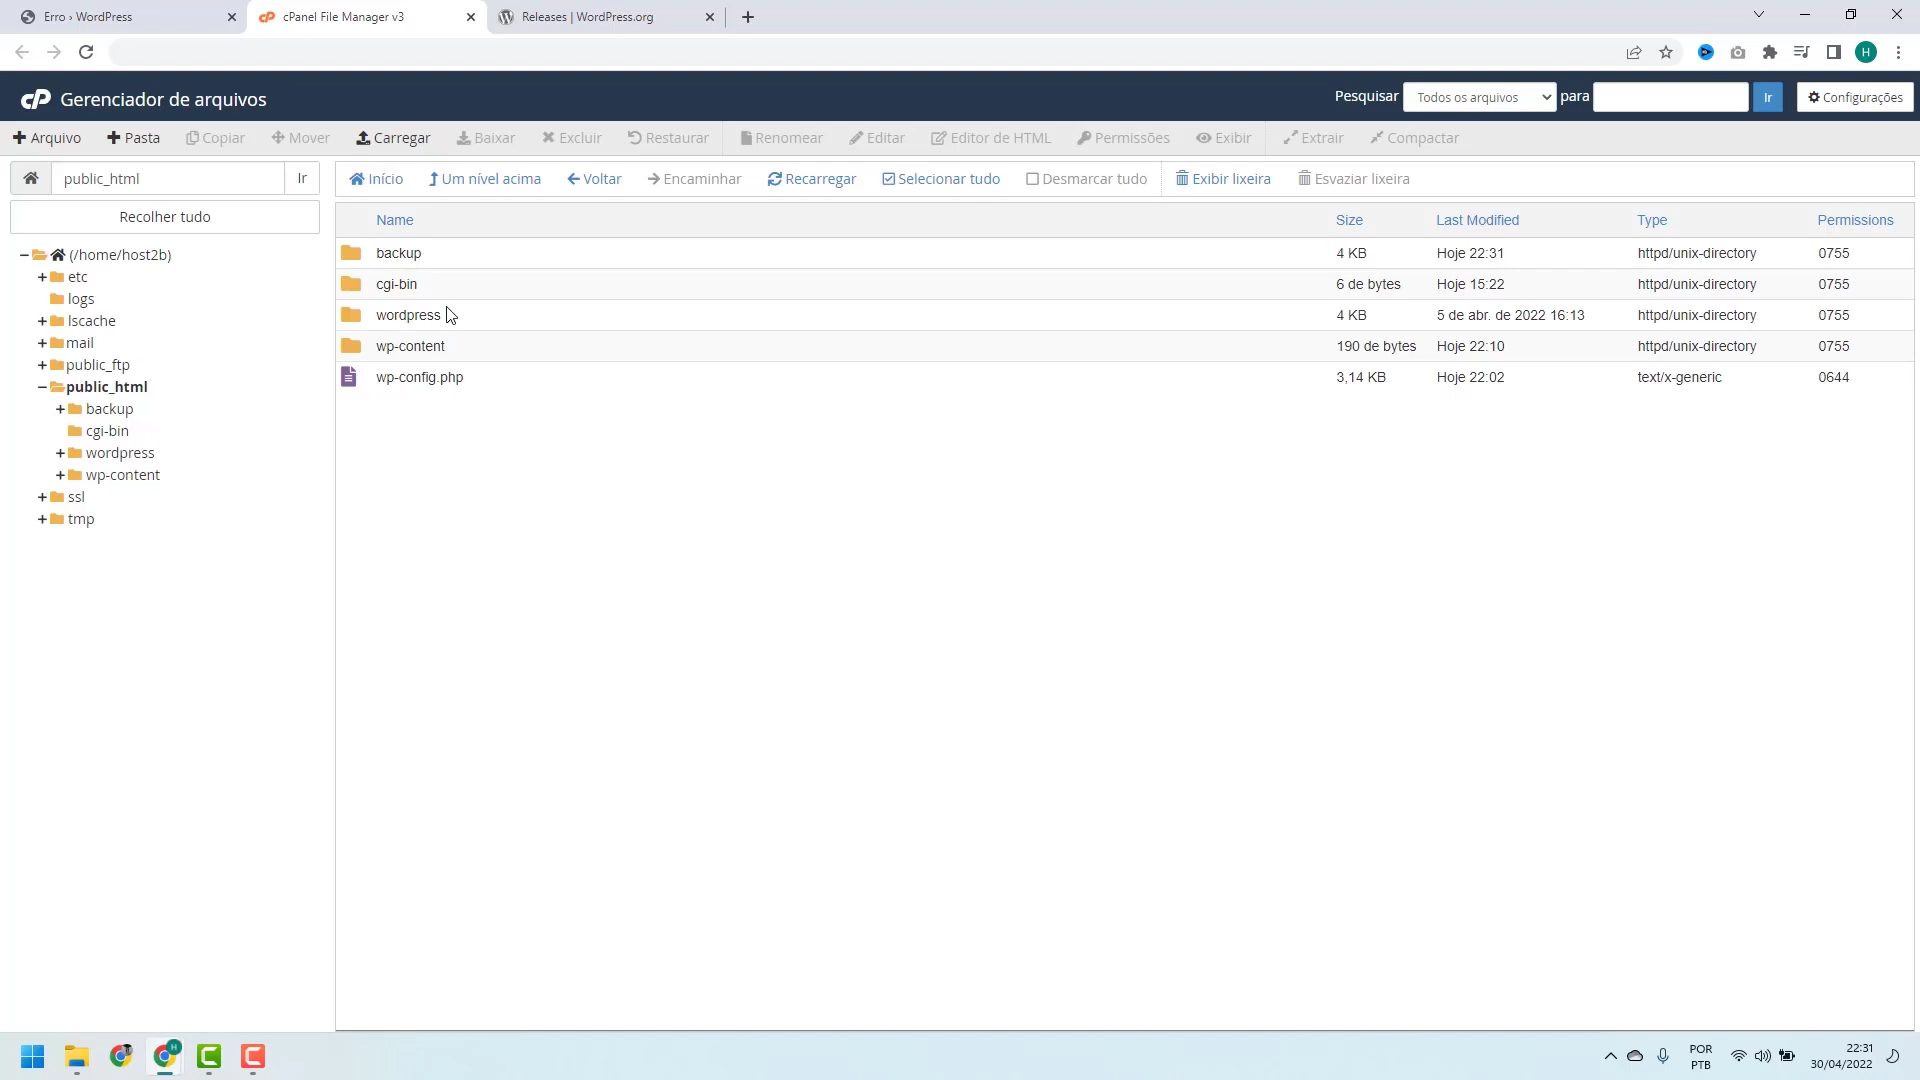 Erro › WordPress
cPanel File Manager v3
Releases | WordPress.org
H
cP Gerenciador de arquivos
Pesquisar Todos os arquivos para Ir Configurações
Arquivo Pasta Copiar Mover Carregar Baixar Excluir Restaurar Renomear Editar Editor de HTML Permissões Exibir Extrair Compactar
public_html Ir
Início Um nível acima Voltar Encaminhar Recarregar Selecionar tudo Desmarcar tudo Exibir lixeira Esvaziar lixeira
Recolher tudo
(/home/host2b)
etc
logs
lscache
mail
public_ftp
public_html
backup
cgi-bin
wordpress
wp-content
ssl
tmp
Name Size Last Modified Type Permissions
backup 4 KB Hoje 22:31 httpd/unix-directory 0755
cgi-bin 6 de bytes Hoje 15:22 httpd/unix-directory 0755
wordpress 4 KB 5 de abr. de 2022 16:13 httpd/unix-directory 0755
wp-content 190 de bytes Hoje 22:10 httpd/unix-directory 0755
wp-config.php 3,14 KB Hoje 22:02 text/x-generic 0644
H
POR
PTB
22:31
30/04/2022